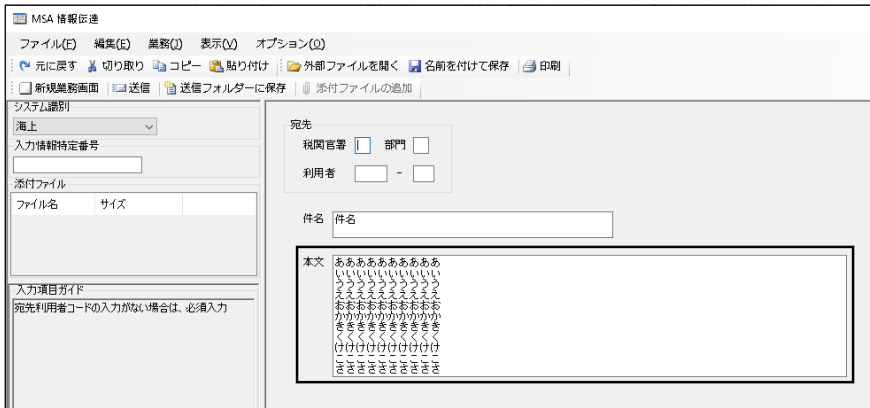 MSA 情報伝達
ファイル(F) 編集(E) 業務(J) 表示(V) オプション(O)
元に戻す 切り取り コピー 貼り付け 外部ファイルを開く 名前を付けて保存 印刷
新規業務画面 送信 送信フォルダーに保存 添付ファイルの追加
システム識別
海上
入力情報特定番号
添付ファイル
ファイル名 サイズ
入力項目ガイド
宛先利用者コードの入力がない場合は、必須入力
宛先
税関官署 部門
利用者 -
件名 件名
本文 ああああああああああ
いいいいいいいいいい
うううううううううう
ええええええええええ
おおおおおおおおおお
かかかかかかかかかか
きききききききききき
くくくくくくくくくく
けけけけけけけけけけ
ここここここここここ
ささささささささささ